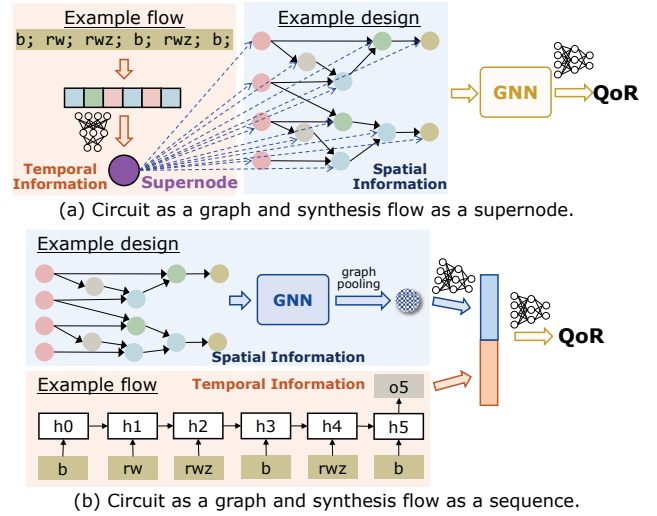 Example flow
b; rw; rwz; b; rwz; b;
Temporal
Information
Supernode
Example design
Spatial
Information
GNN
QoR
(a) Circuit as a graph and synthesis flow as a supernode.
Example design
GNN
graph
pooling
Spatial Information
QoR
Example flow
Temporal Information
o5
h0 h1 h2 h3 h4 h5
b rw rwz b rwz b
(b) Circuit as a graph and synthesis flow as a sequence.